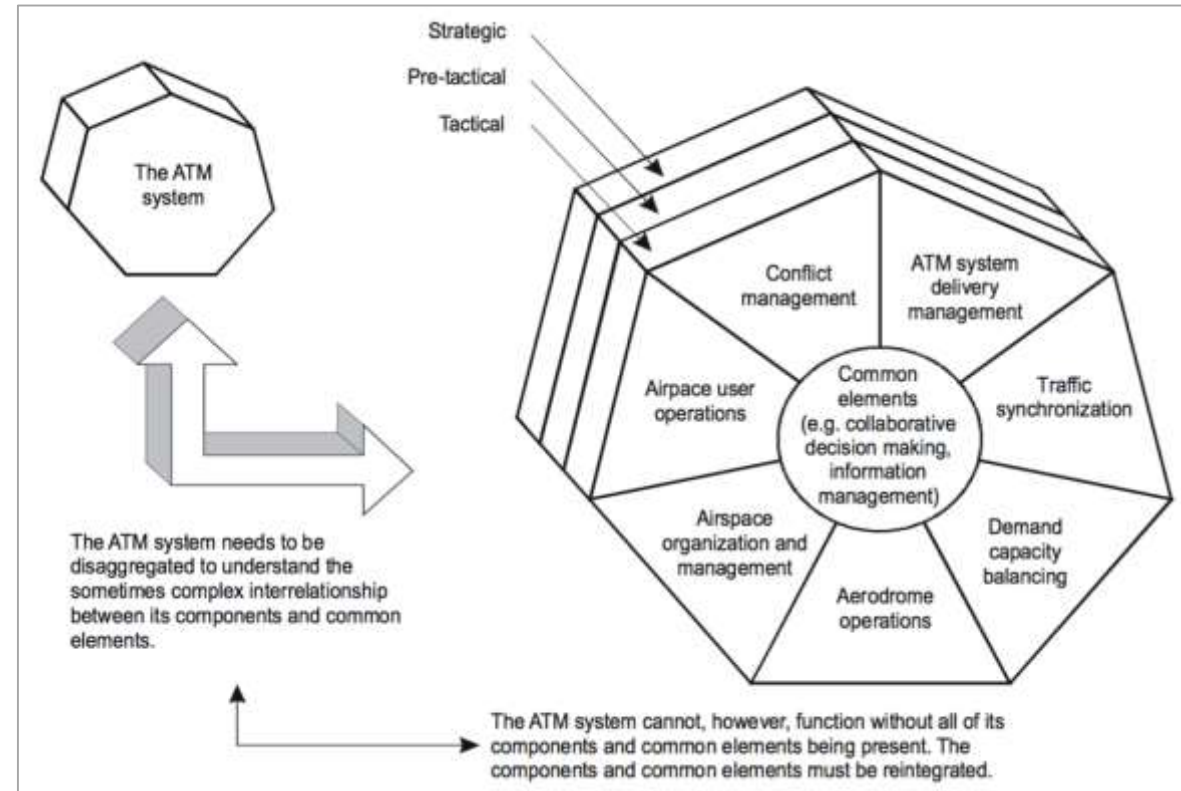 Strategic
Pre-tactical
Tactical
The ATM
system
Conflict
management
ATM system
delivery
management
Airpace user
operations
Common
elements
(e.g. collaborative
decision making,
information
management)
Traffic
synchronization
Airspace
organization and
management
Demand
capacity
balancing
Aerodrome
operations
The ATM system needs to be
disaggregated to understand the
sometimes complex interrelationship
between its components and common
elements.
The ATM system cannot, however, function without all of its
components and common elements being present. The
components and common elements must be reintegrated.